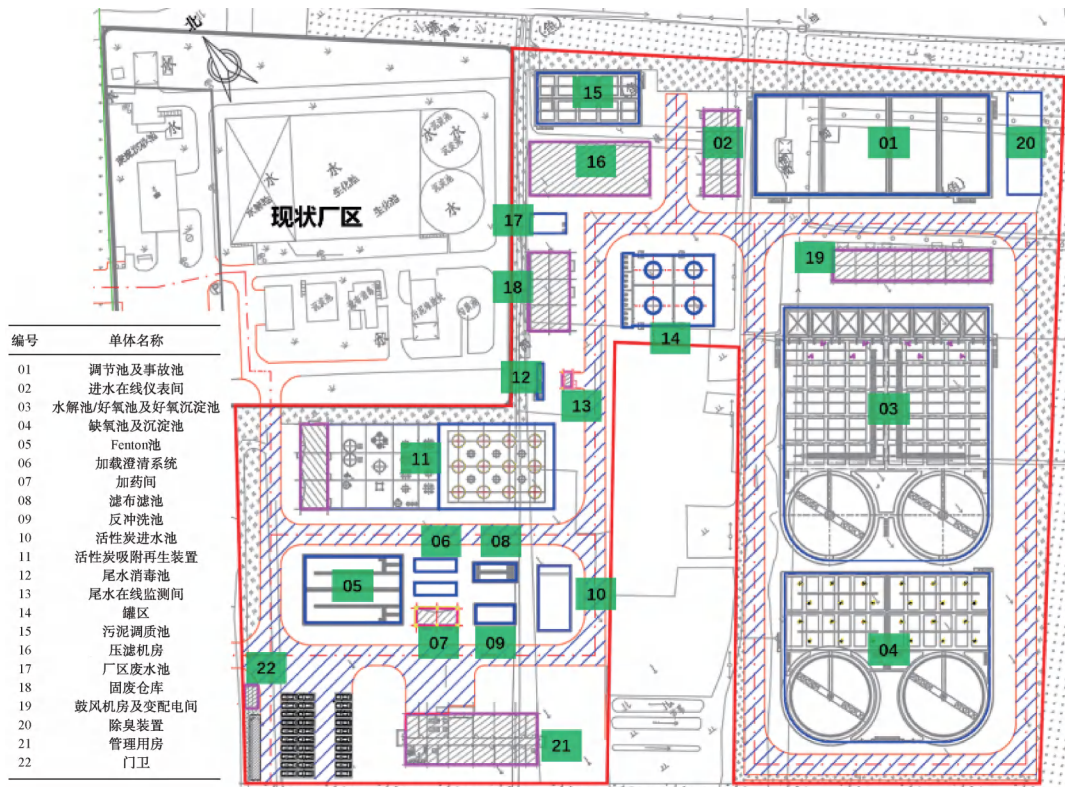 北
15
16
02
01
20
现状厂区
17
18
19
14
12
13
03
11
06
08
05
10
07
09
04
22
21
编号 单体名称
01 调节池及事故池
02 进水在线仪表间
03 水解池/好氧池及好氧沉淀池
04 缺氧池及沉淀池
05 Fenton池
06 加载澄清系统
07 加药间
08 滤布滤池
09 反冲洗池
10 活性炭进水池
11 活性炭吸附再生装置
12 尾水消毒池
13 尾水在线监测间
14 罐区
15 污泥调质池
16 压滤机房
17 厂区废水池
18 固废仓库
19 鼓风机房及变配电间
20 除臭装置
21 管理用房
22 门卫